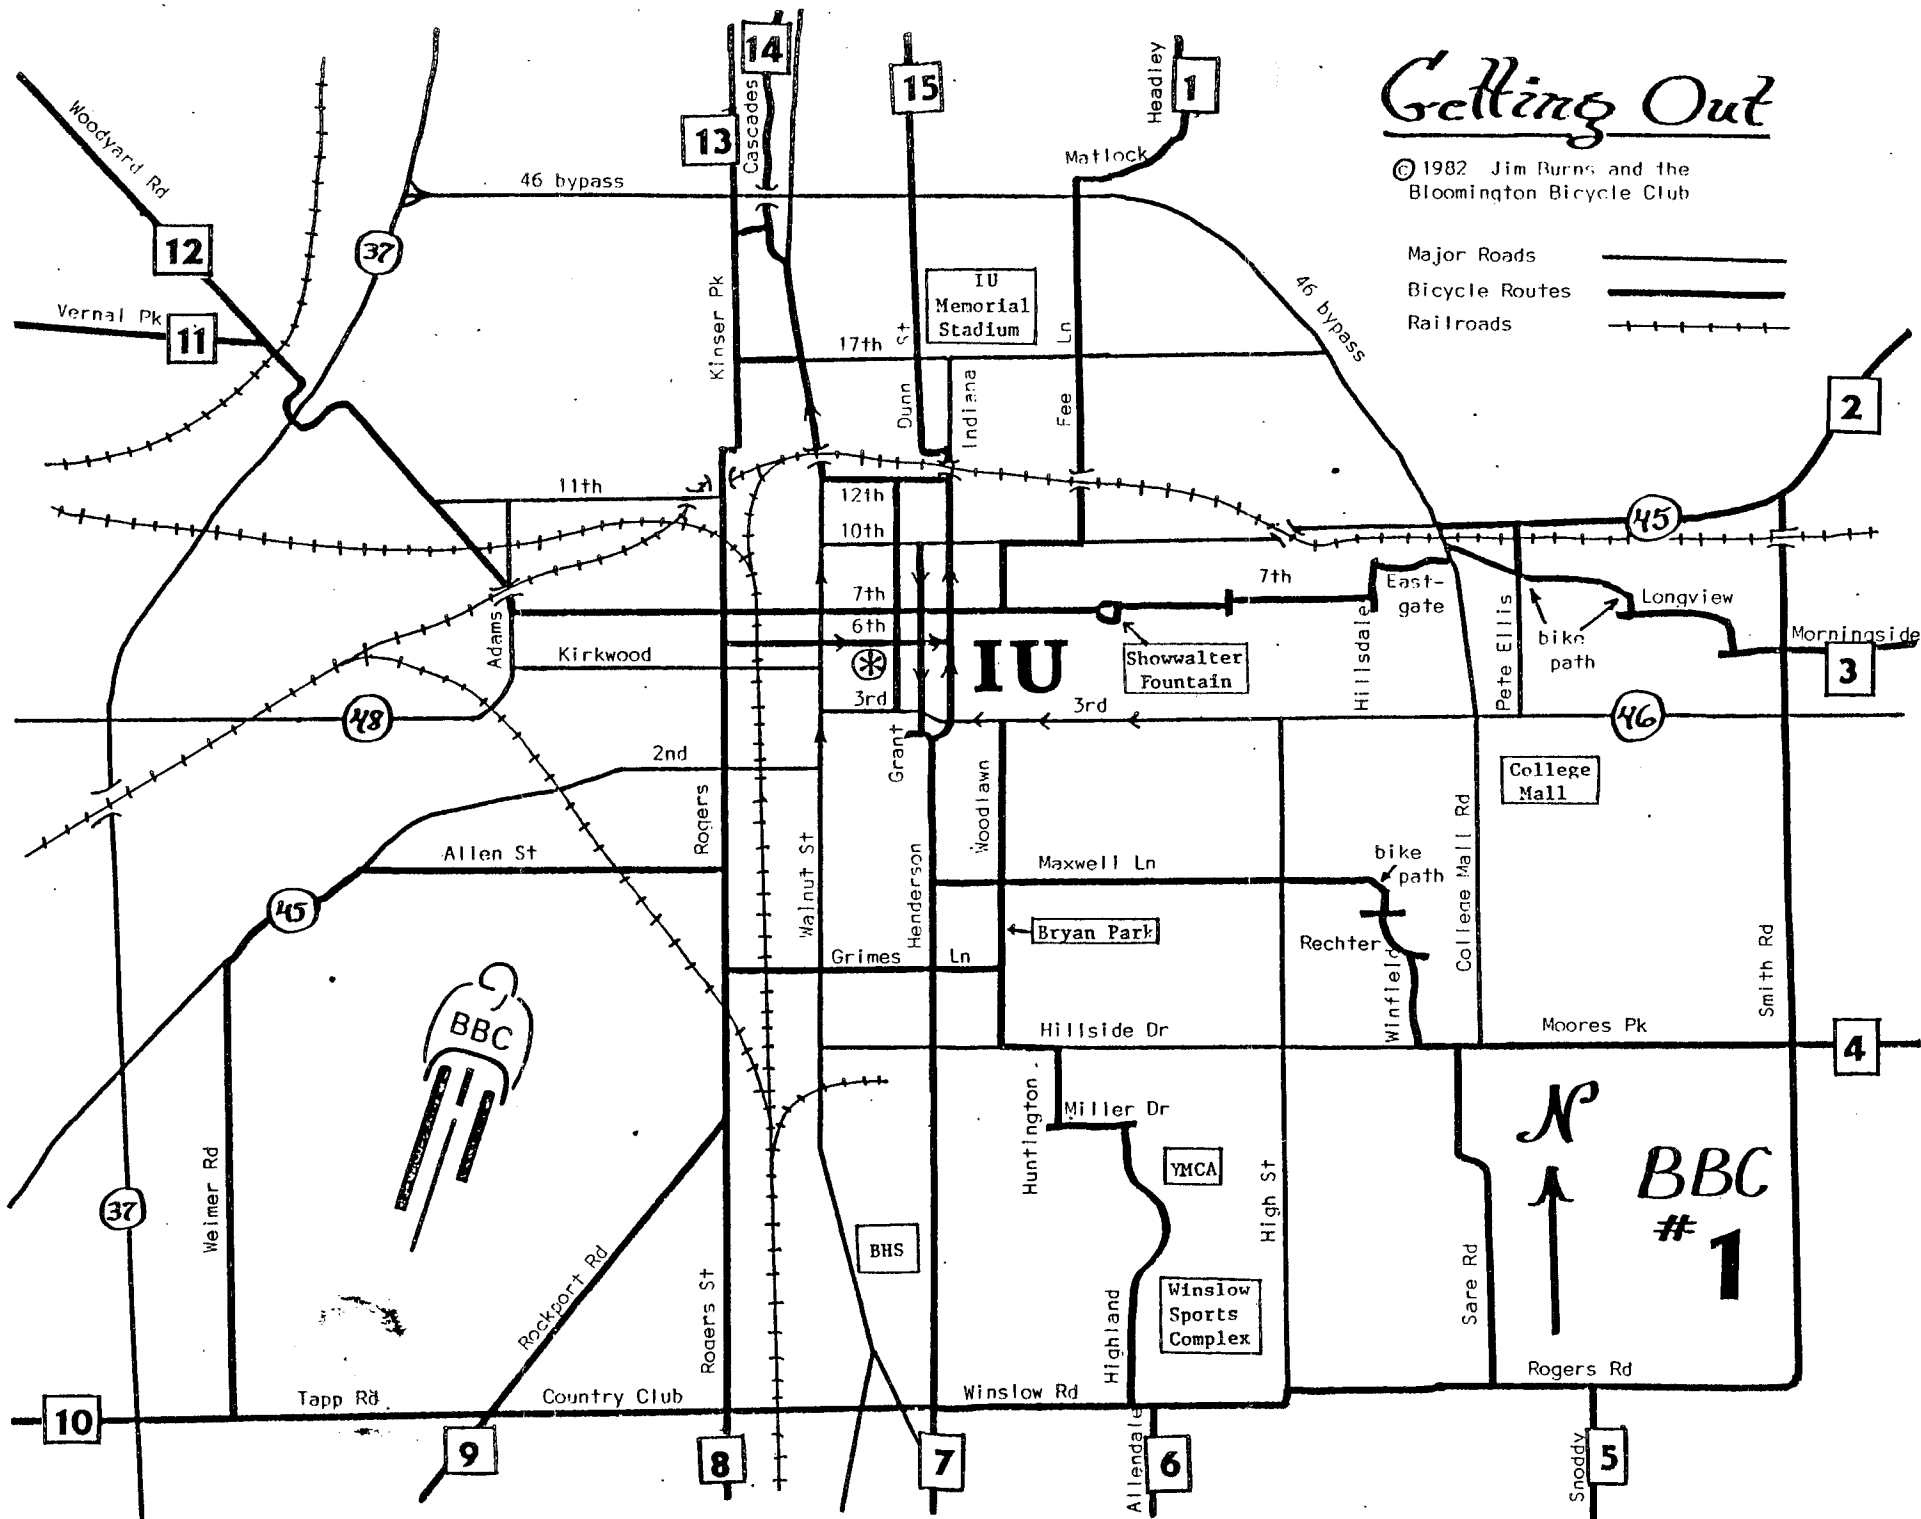 Getting Out
© 1982 Jim Burns and the
Bloomington Bicycle Club
Major Roads
Bicycle Routes
Railroads
14
15
1
Headley
13
Cascades
Matlock
46 bypass
Woodyard Rd
12
37
Vernal Pk
11
Kinser Pk
IU
Memorial
Stadium
St
Ln
46 bypass
17th
Dunn
Indiana
Fee
2
11th
12th
10th
45
7th
7th
East-
gate
Longview
Adams
6th
Kirkwood
IU
Showwalter
Fountain
Hillsdale
Pete Ellis
bike
path
Morningside
3
48
3rd
3rd
46
2nd
Grant
Woodlawn
College
Mall
Rogers
Allen St
Walnut St
Henderson
Maxwell Ln
bike
path
College Mall Rd
45
Bryan Park
Rechter
Grimes Ln
Winfield
Smith Rd
BBC
Hillside Dr
Moores Pk
4
Huntington
Miller Dr
N
BBC
#1
Weimer Rd
YMCA
High St
37
BHS
Rockport Rd
Rogers St
Highland
Winslow
Sports
Complex
Sare Rd
Rogers Rd
Tapp Rd
Country Club
Winslow Rd
10
9
8
7
Allendale
6
Snoddy
5